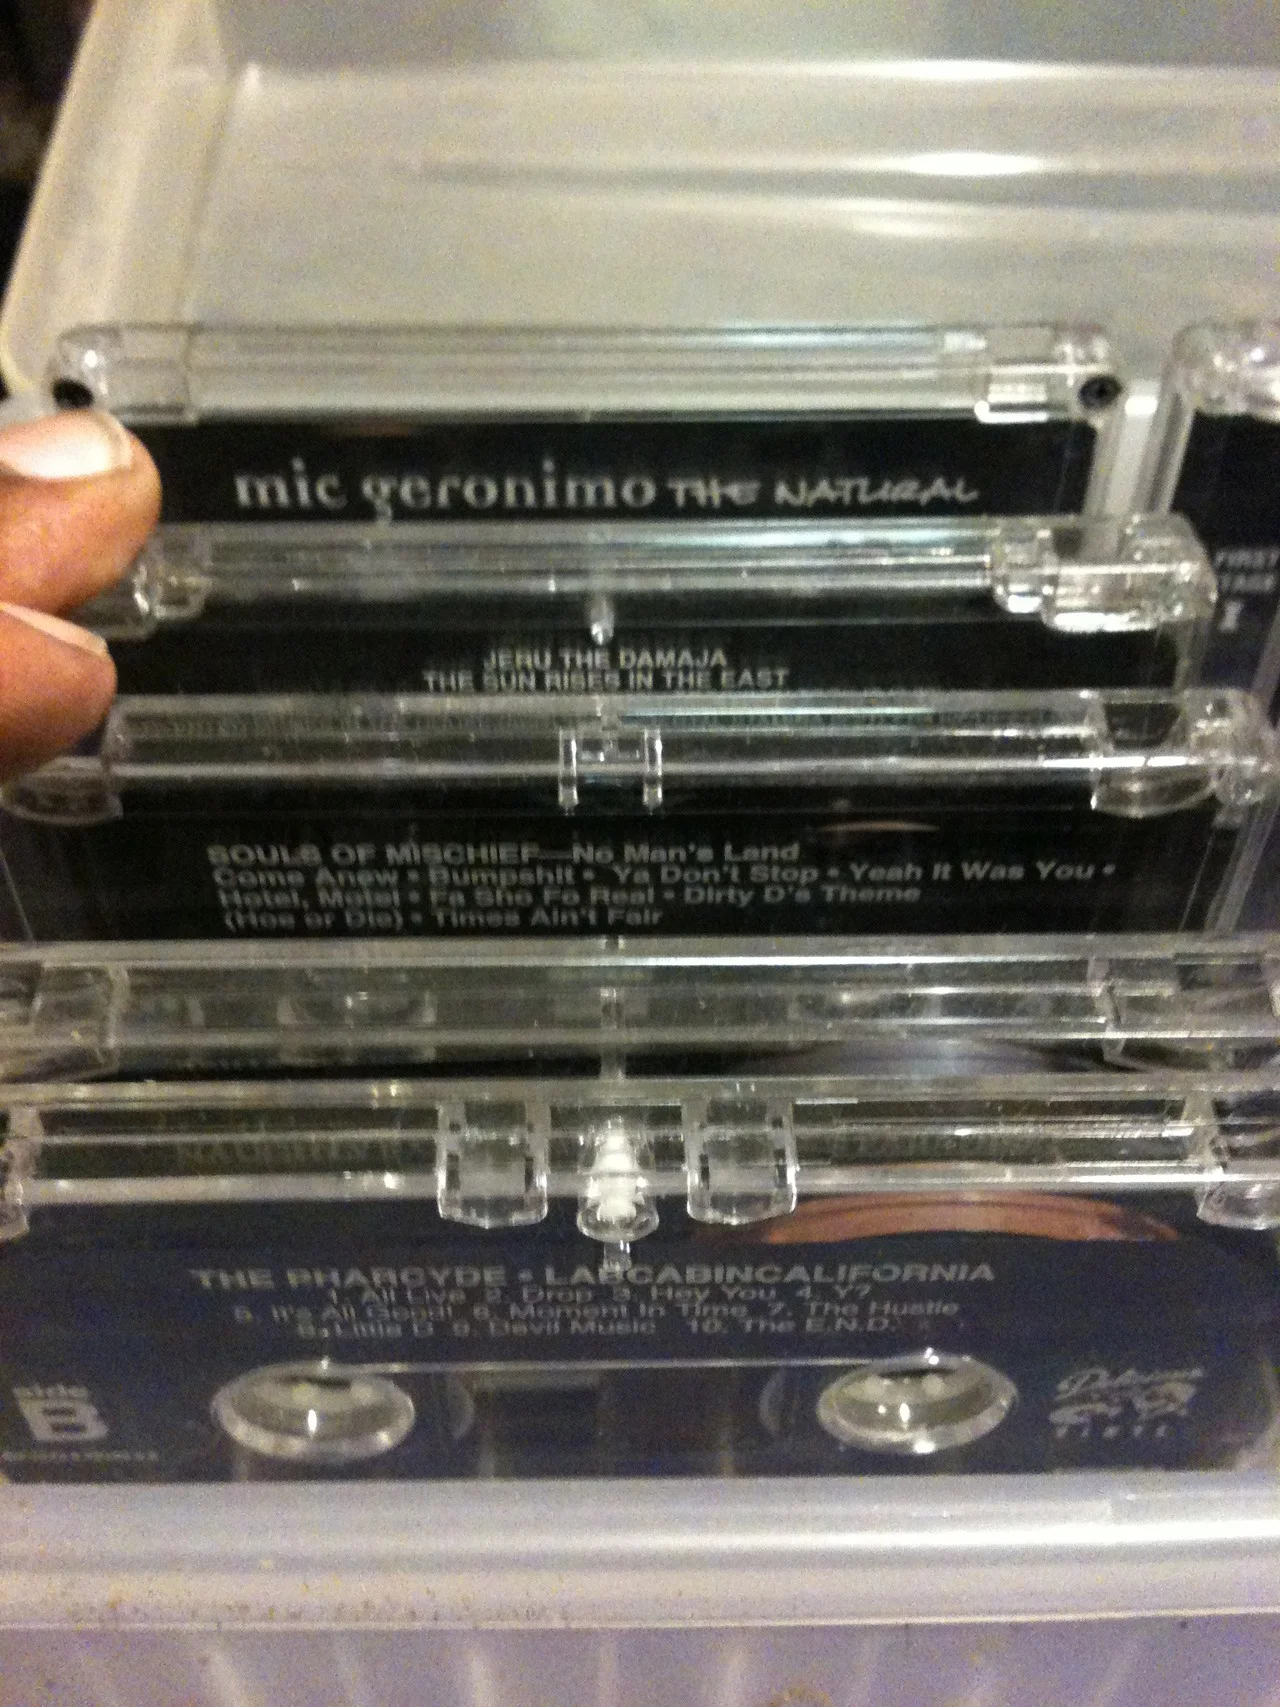 mic geronimo THE NATURAL
FIRST
I
JERU THE DAMAJA
THE SUN RISES IN THE EAST
SOULS OF MISCHIEF—No Man's Land
Come Anew • Bumpshit • Ya Don't Stop • Yeah It Was You •
Hotel, Motel • Fa Sho Fo Real • Dirty D's Theme
(Hoe or Die) • Times Ain't Fair
THE PHARCYDE • LABCABINCALIFORNIA
1. All Live 2. Drop 3. Hey You 4. Y?
5. It's All Good! 6. Moment In Time 7. The Hustle
8. Little D 9. Devil Music 10. The E.N.D.
side
B
Delicious